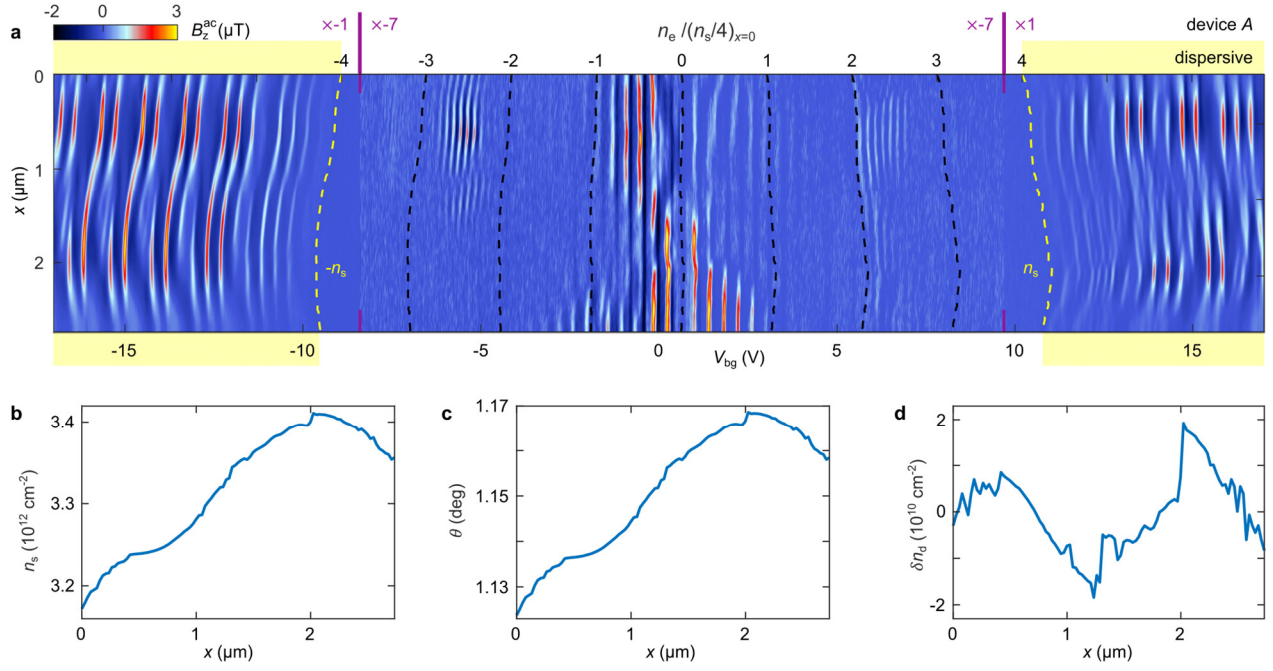 -2 0 3
B_z^ac (μT)
×-1 ×-7 n_e /(n_s/4)_x=0 ×-7 ×1 device A
a
-4 -3 -2 -1 0 1 2 3 4 dispersive
0
1
2
x (μm)
-n_s n_s
-15 -10 -5 0 5 10 15
V_bg (V)
b
3.4
3.3
3.2
n_s (10^12 cm^-2)
0 1 2
x (μm)
c
1.17
1.15
1.13
θ (deg)
0 1 2
x (μm)
d
2
0
-2
δn_d (10^10 cm^-2)
0 1 2
x (μm)